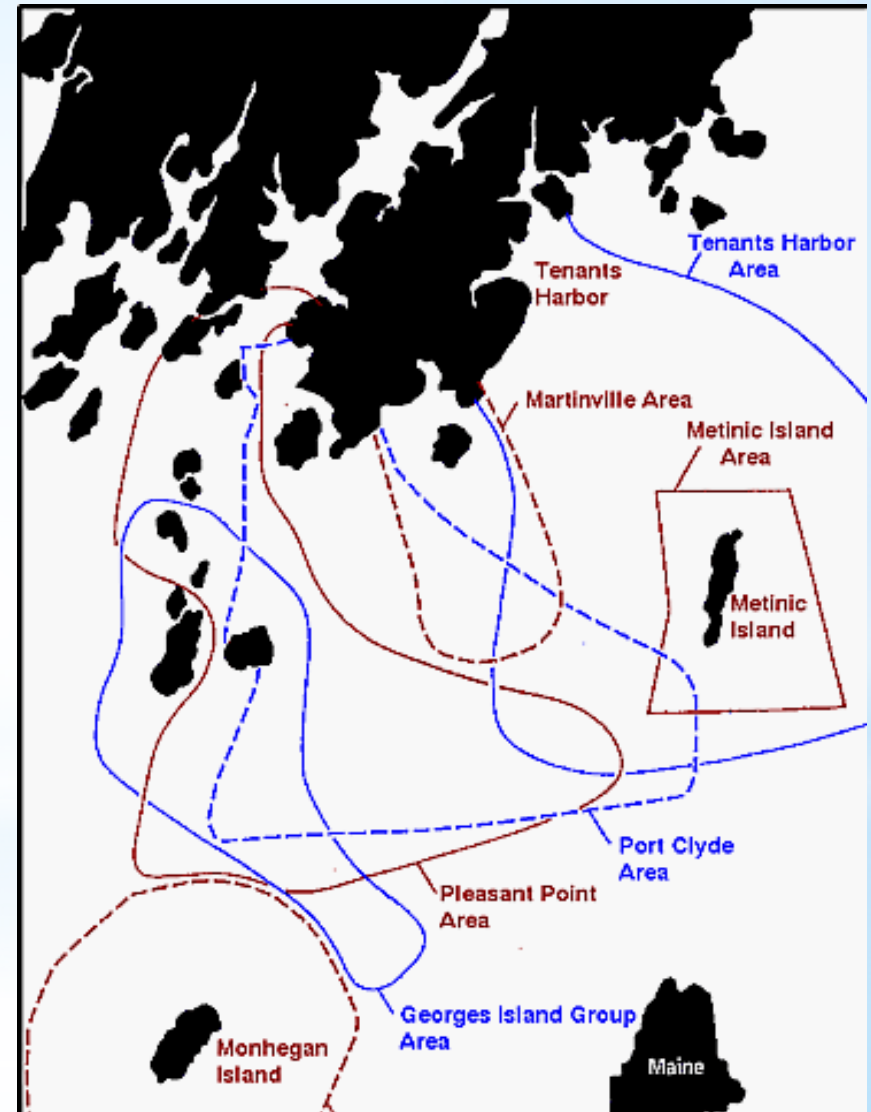 Tenants Harbor
Area
Tenants
Harbor
Martinville Area
Metinic Island
Area
Metinic
Island
Port Clyde
Area
Pleasant Point
Area
Georges Island Group
Area
Monhegan
Island
Maine